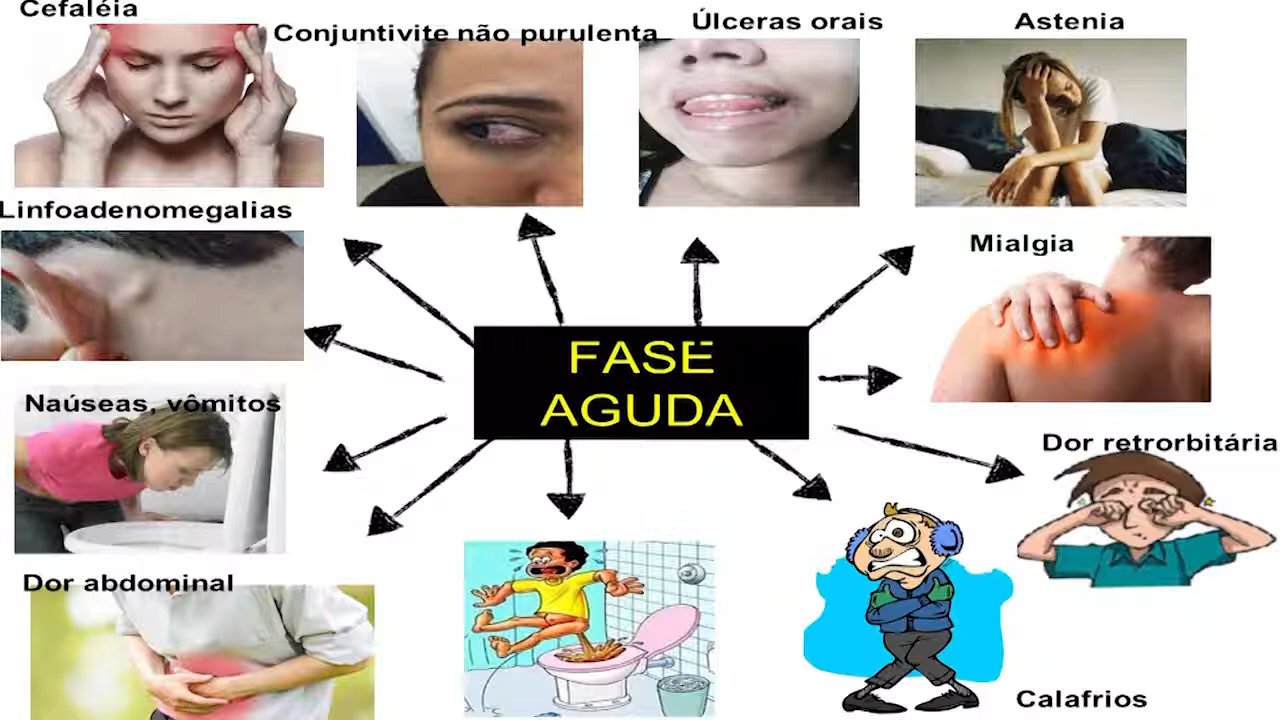 Cefaléia
Conjuntivite não purulenta
Úlceras orais
Astenia
Linfoadenomegalias
Mialgia
FASE
AGUDA
Naúseas, vômitos
Dor retrorbitária
Dor abdominal
Calafrios